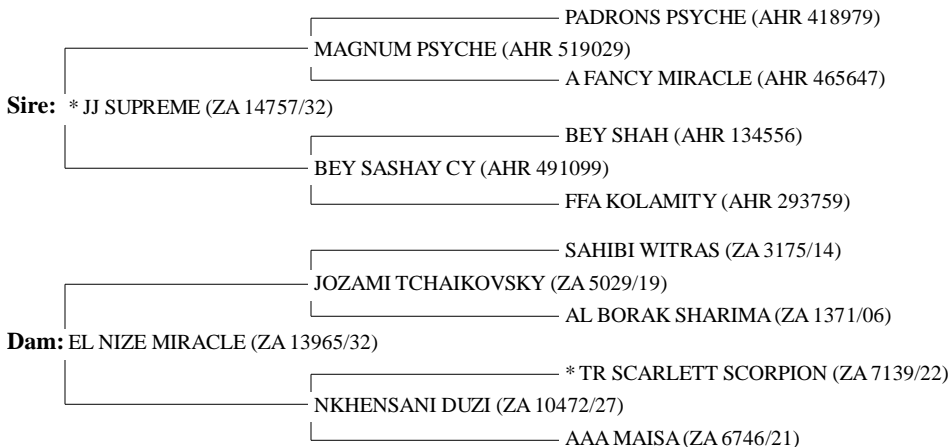 PADRONS PSYCHE (AHR 418979)
MAGNUM PSYCHE (AHR 519029)
A FANCY MIRACLE (AHR 465647)
Sire: * JJ SUPREME (ZA 14757/32)
BEY SHAH (AHR 134556)
BEY SASHAY CY (AHR 491099)
FFA KOLAMITY (AHR 293759)
SAHIBI WITRAS (ZA 3175/14)
JOZAMI TCHAIKOVSKY (ZA 5029/19)
AL BORAK SHARIMA (ZA 1371/06)
Dam: EL NIZE MIRACLE (ZA 13965/32)
* TR SCARLETT SCORPION (ZA 7139/22)
NKHENSANI DUZI (ZA 10472/27)
AAA MAISA (ZA 6746/21)